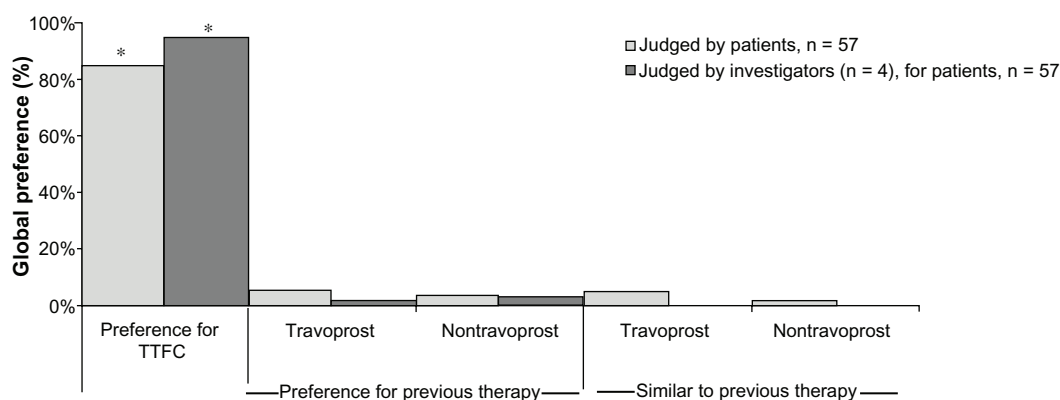 100%
80%
60%
40%
20%
0%
Global preference (%)
*
*
Judged by patients, n = 57
Judged by investigators (n = 4), for patients, n = 57
Preference for
TTFC
Travoprost
Nontravoprost
Travoprost
Nontravoprost
Preference for previous therapy
Similar to previous therapy